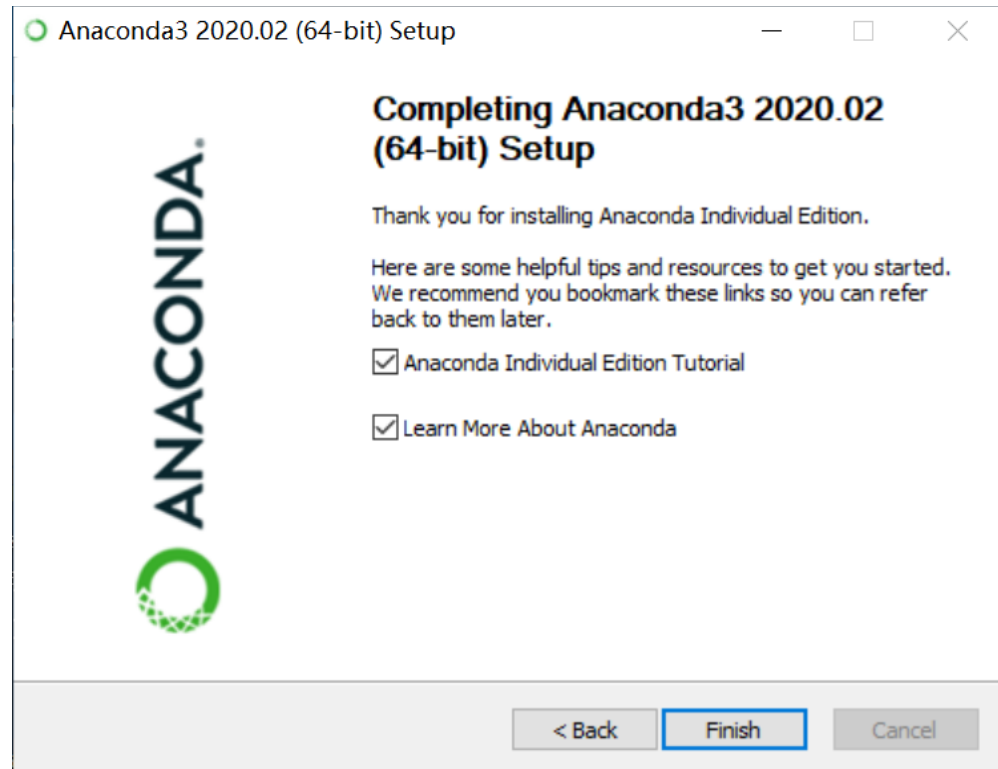 Anaconda3 2020.02 (64-bit) Setup
Completing Anaconda3 2020.02
(64-bit) Setup
Thank you for installing Anaconda Individual Edition.
Here are some helpful tips and resources to get you started.
We recommend you bookmark these links so you can refer
back to them later.
Anaconda Individual Edition Tutorial
Learn More About Anaconda
ANACONDA.
< Back
Finish
Cancel